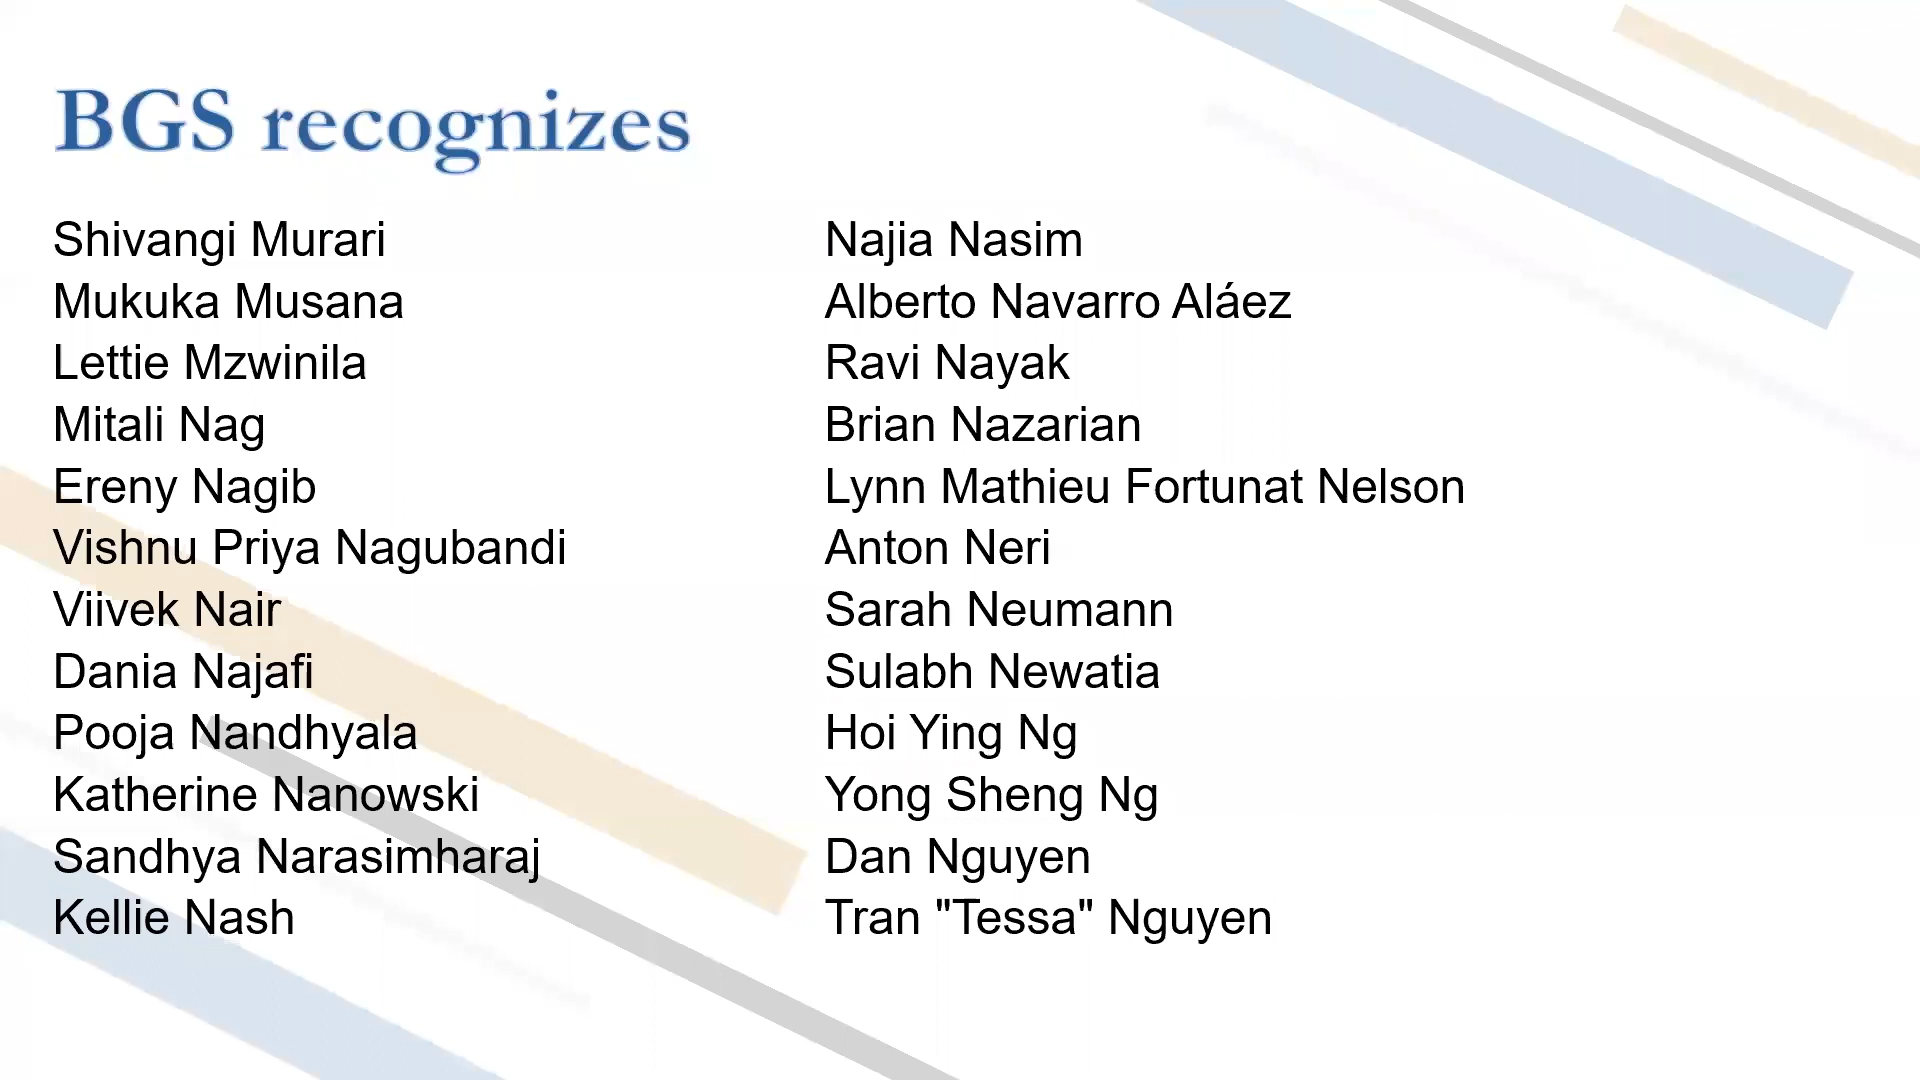 BGS recognizes
Shivangi Murari
Mukuka Musana
Lettie Mzwinila
Mitali Nag
Ereny Nagib
Vishnu Priya Nagubandi
Viivek Nair
Dania Najafi
Pooja Nandhyala
Katherine Nanowski
Sandhya Narasimharaj
Kellie Nash
Najia Nasim
Alberto Navarro Aláez
Ravi Nayak
Brian Nazarian
Lynn Mathieu Fortunat Nelson
Anton Neri
Sarah Neumann
Sulabh Newatia
Hoi Ying Ng
Yong Sheng Ng
Dan Nguyen
Tran "Tessa" Nguyen